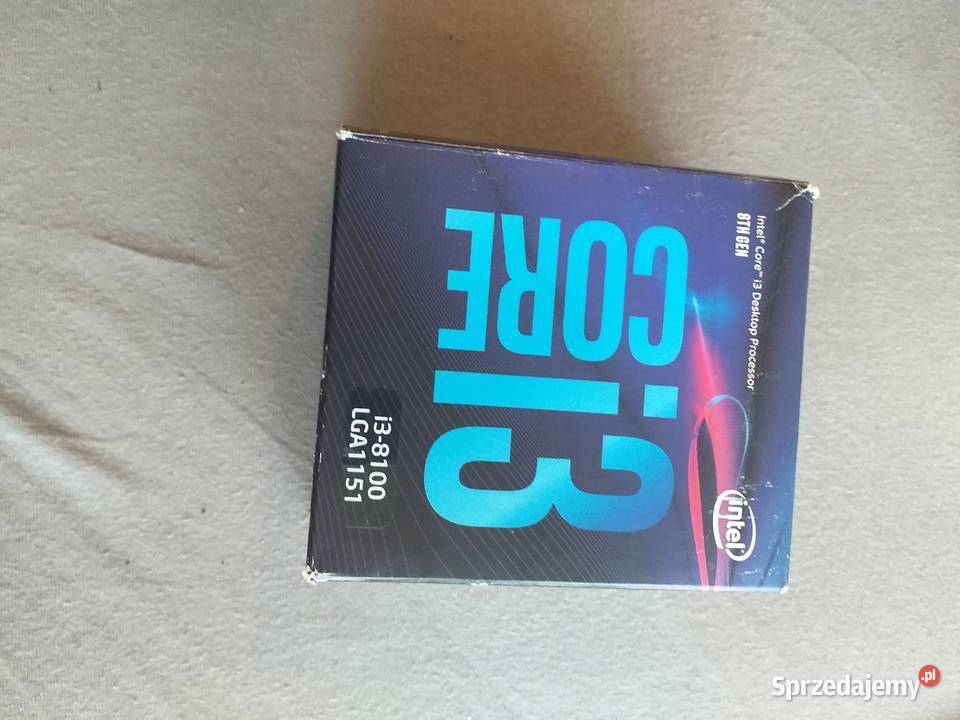 Intel® Core™ i3 Desktop Processor
8TH GEN
CORE
i3
intel®
i3-8100
LGA1151
Sprzedajemy.pl